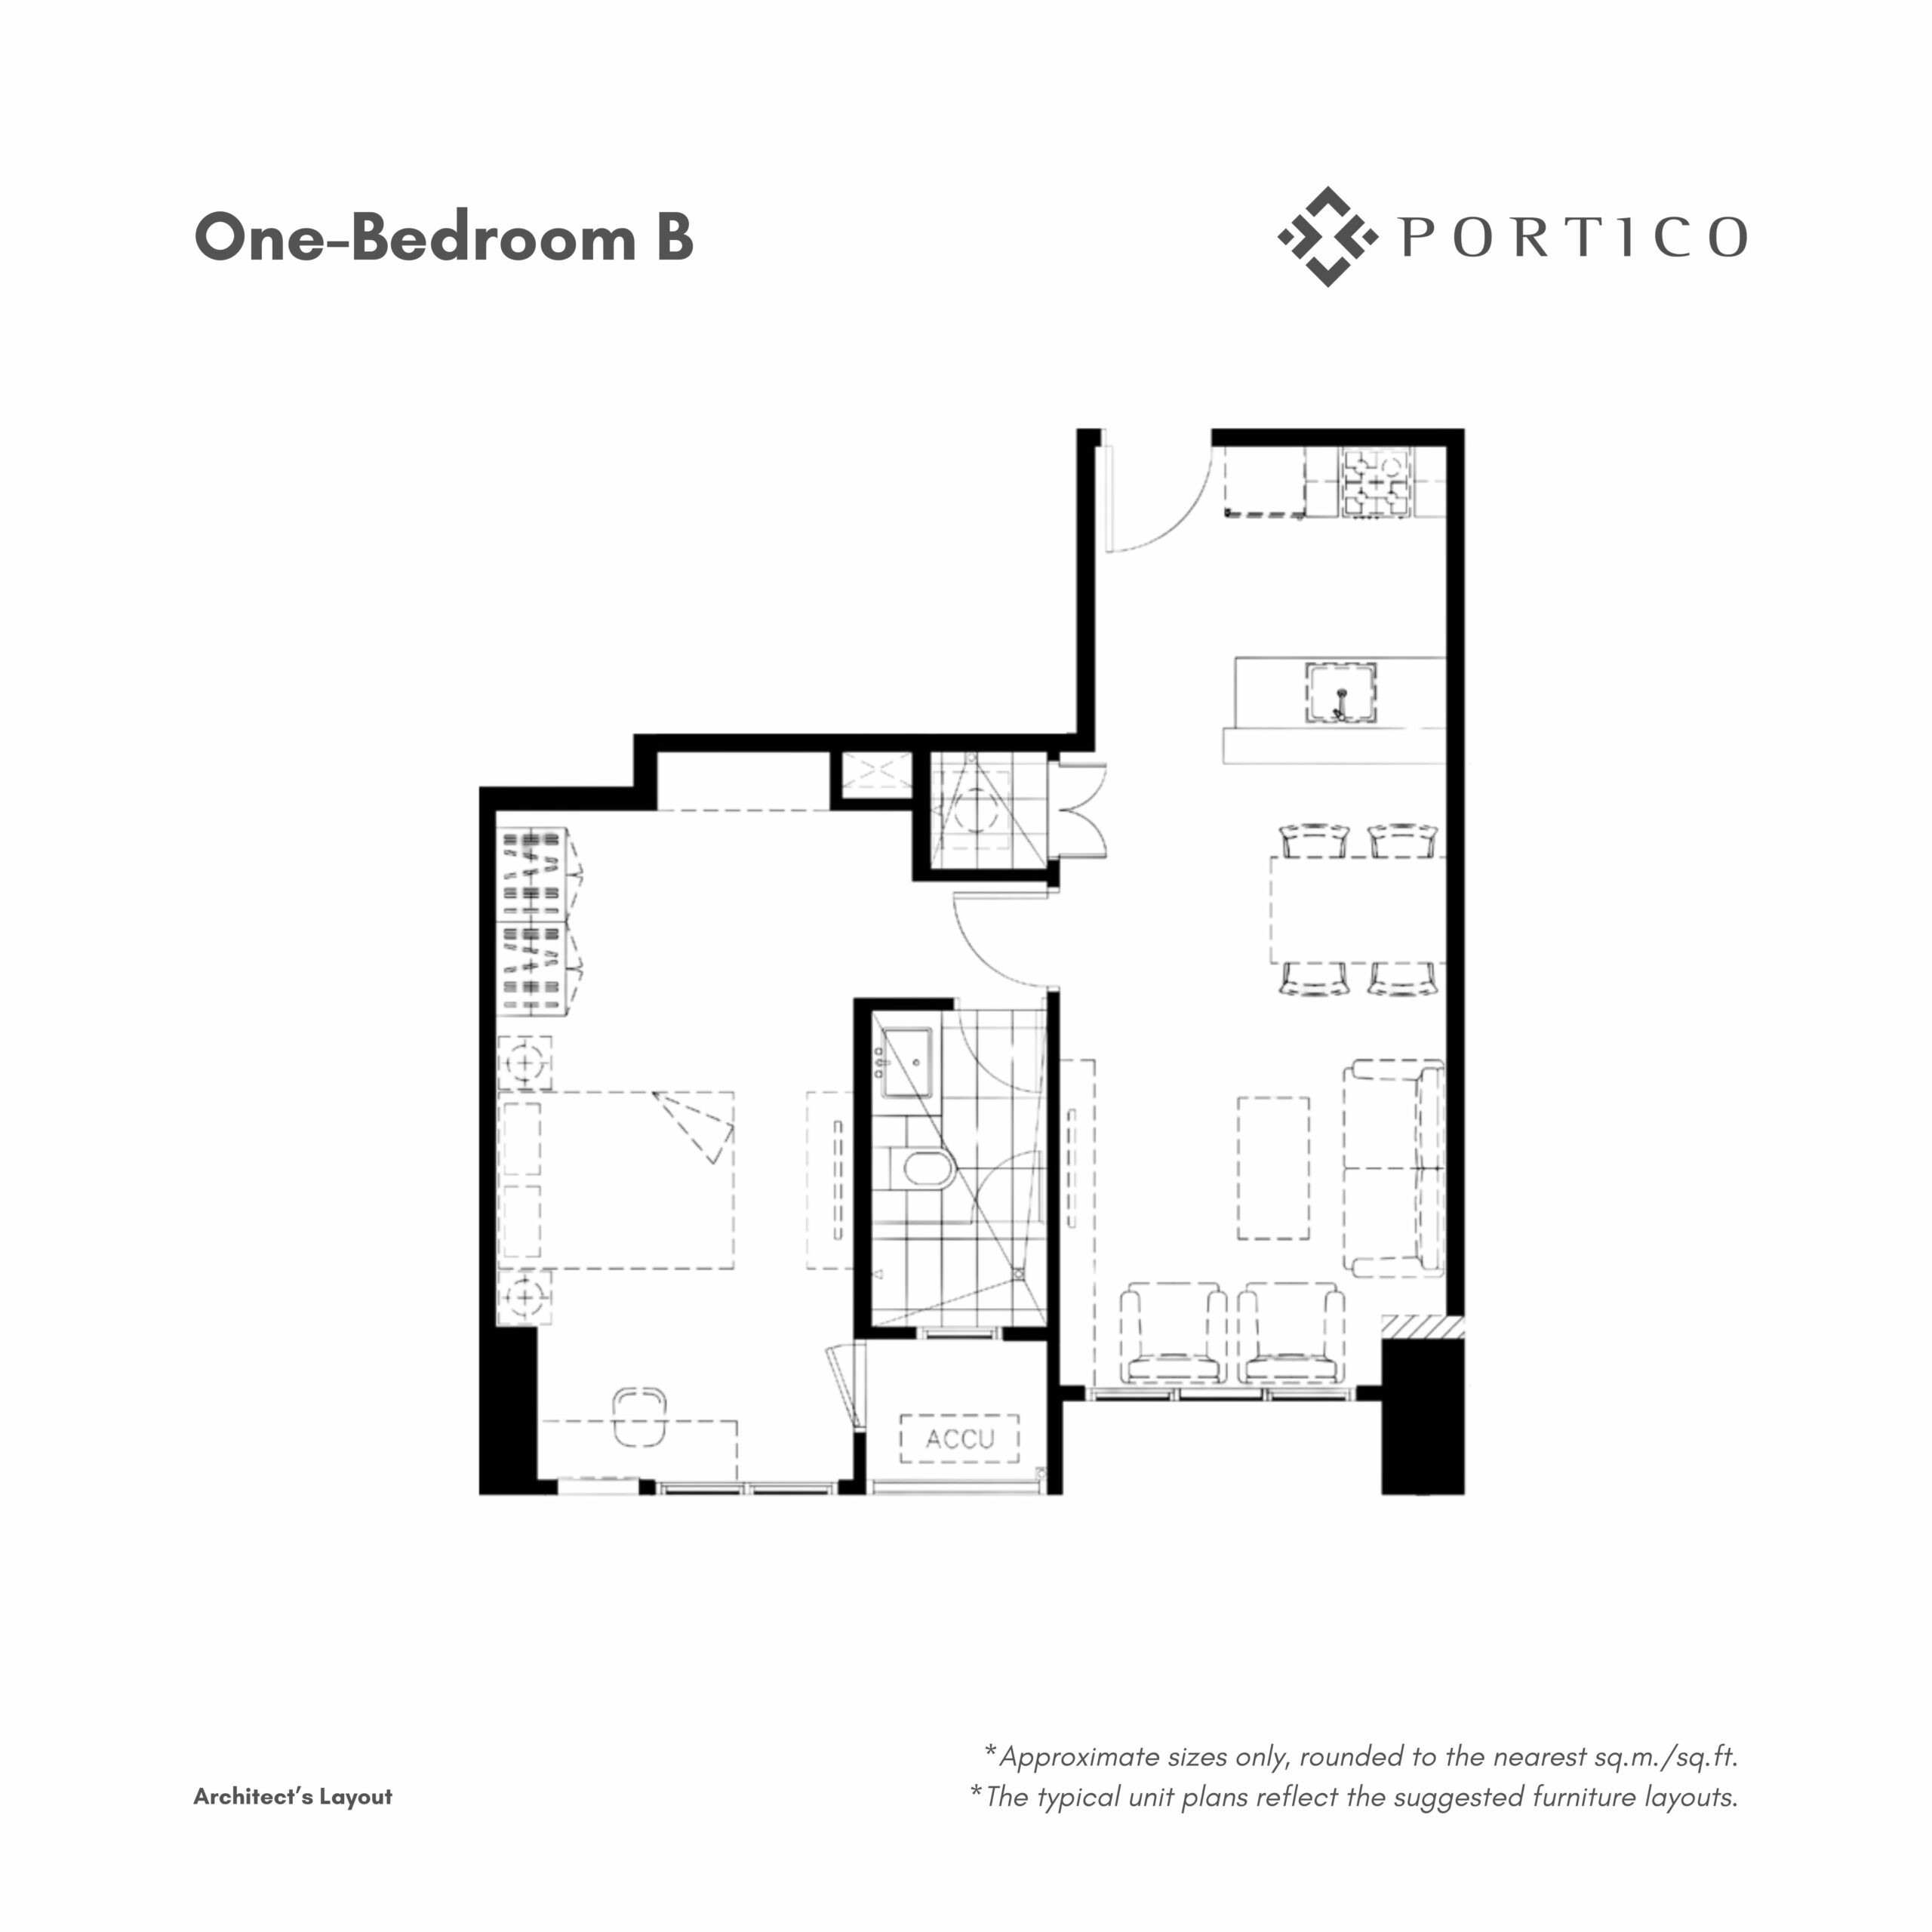 One-Bedroom B
PORTICO
ACCU
*Approximate sizes only, rounded to the nearest sq.m./sq.ft.
Architect’s Layout
*The typical unit plans reflect the suggested furniture layouts.